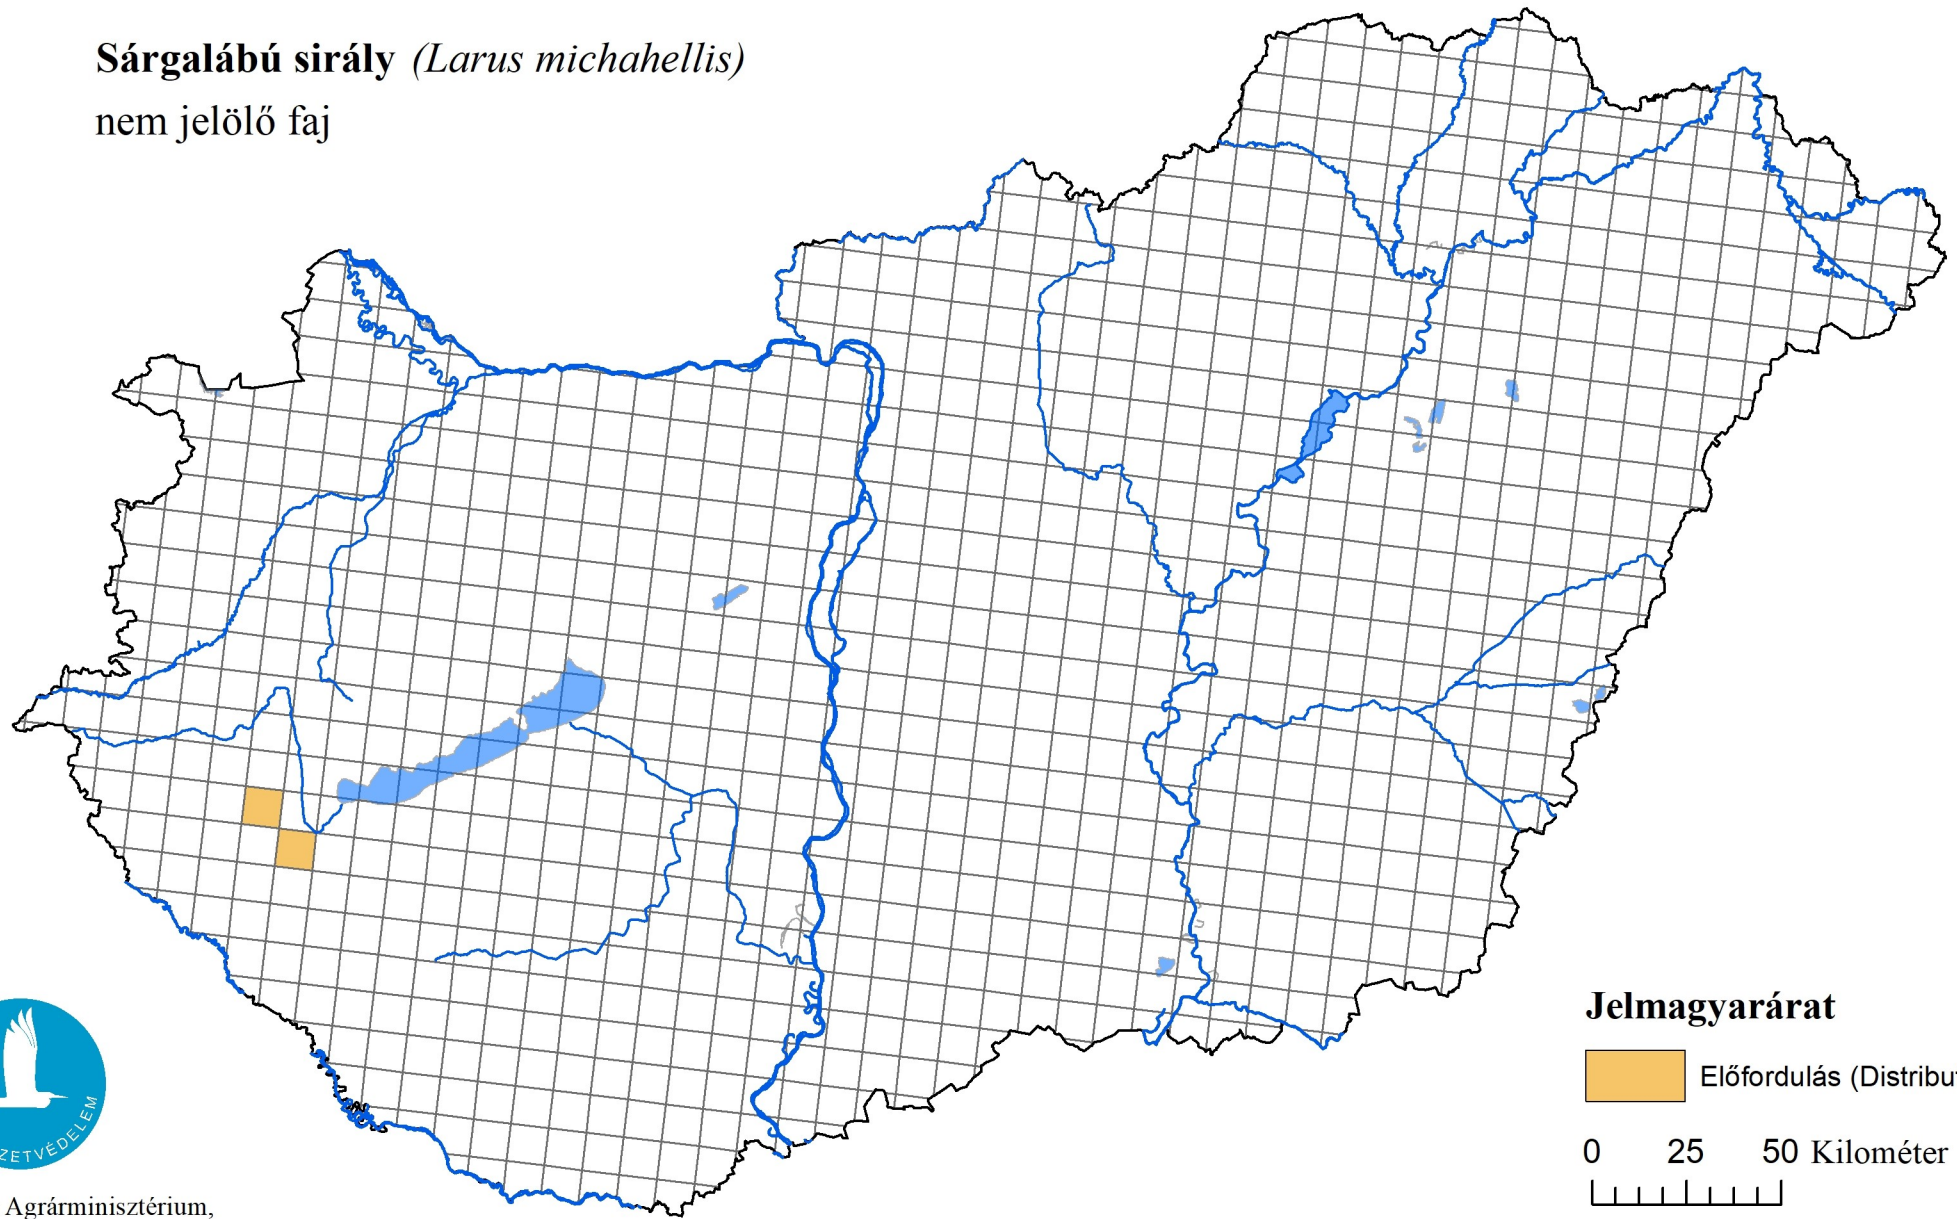 Sárgalábú sirály (Larus michahellis)
nem jelölő faj
Jelmagyarárat
Előfordulás (Distribu
0 25 50 Kilométer
ZETVÉDELEM
Agrárminisztérium,